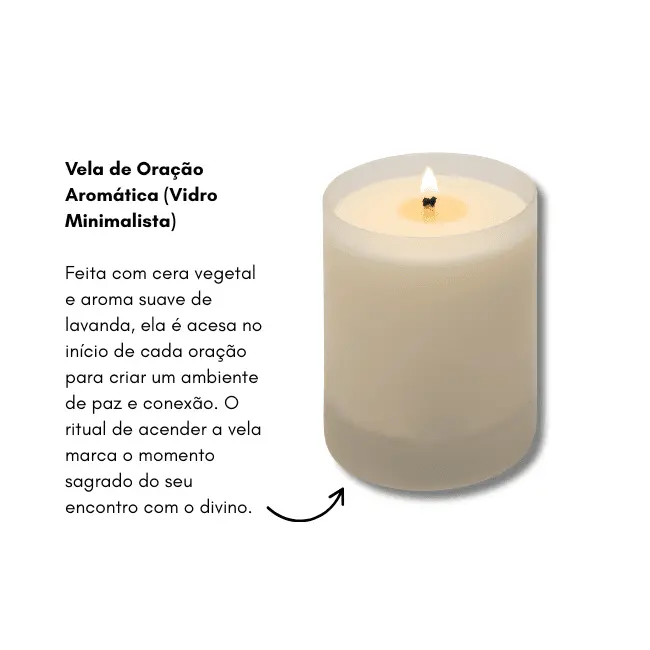 Vela de Oração
Aromática (Vidro
Minimalista)
Feita com cera vegetal
e aroma suave de
lavanda, ela é acesa no
início de cada oração
para criar um ambiente
de paz e conexão. O
ritual de acender a vela
marca o momento
sagrado do seu
encontro com o divino.